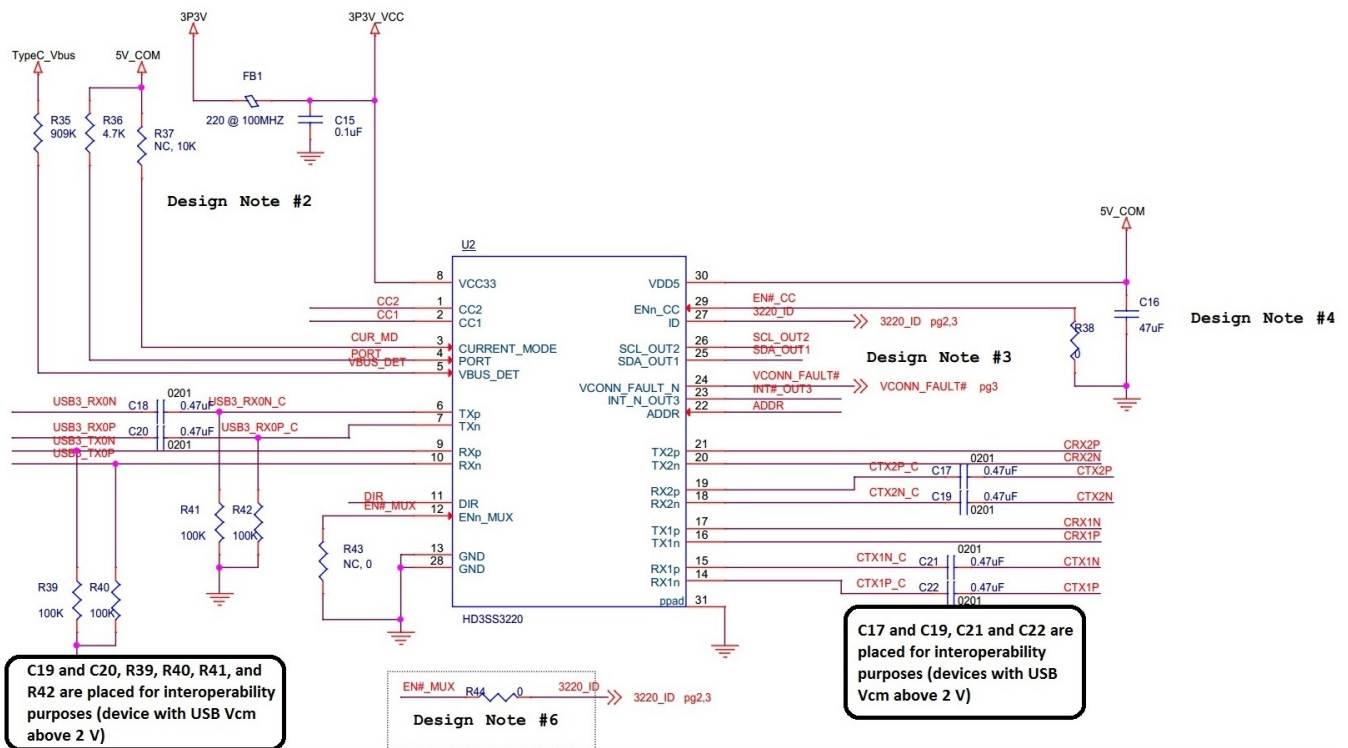 3P3V
3P3V_VCC
TypeC_Vbus
5V_COM
FB1
220 @ 100MHZ
C15
0.1uF
R35
909K
R36
4.7K
R37
NC, 10K
Design Note #2
5V_COM
C16
47uF
Design Note #4
U2
8
VCC33
VDD5
30
CC2
1
CC2
ENn_CC
29
EN#_CC
CC1
2
CC1
ID
27
3220_ID
3220_ID pg2,3
R38
0
CUR_MD
3
CURRENT_MODE
SCL_OUT2
26
SCL_OUT2
PORT
4
PORT
SDA_OUT1
25
SDA_OUT1
Design Note #3
VBUS_DET
5
VBUS_DET
VCONN_FAULT_N
24
VCONN_FAULT#
VCONN_FAULT# pg3
INT_N_OUT3
23
INT#_OUT3
ADDR
22
ADDR
USB3_RX0N
C18
0201
0.47uF
USB3_RX0N_C
6
TXp
USB3_RX0P
C20
0.47uF
0201
USB3_RX0P_C
7
TXn
USB3_TX0N
9
RXp
USB3_TX0P
10
RXn
TX2p
21
CRX2P
TX2n
20
CRX2N
RX2p
19
CTX2P_C
C17
0201
0.47uF
CTX2P
RX2n
18
CTX2N_C
C19
0.47uF
0201
CTX2N
DIR
11
DIR
EN#_MUX
12
ENn_MUX
TX1p
17
CRX1N
TX1n
16
CRX1P
R41
100K
R42
100K
R43
NC, 0
13
GND
28
GND
RX1p
15
CTX1N_C
C21
0201
0.47uF
CTX1N
RX1n
14
CTX1P_C
C22
0.47uF
0201
CTX1P
R39
100K
R40
100K
ppad
31
HD3SS3220
C19 and C20, R39, R40, R41, and
R42 are placed for interoperability
purposes (device with USB Vcm
above 2 V)
EN#_MUX
R44
0
3220_ID
3220_ID pg2,3
Design Note #6
C17 and C19, C21 and C22 are
placed for interoperability
purposes (devices with USB
Vcm above 2 V)